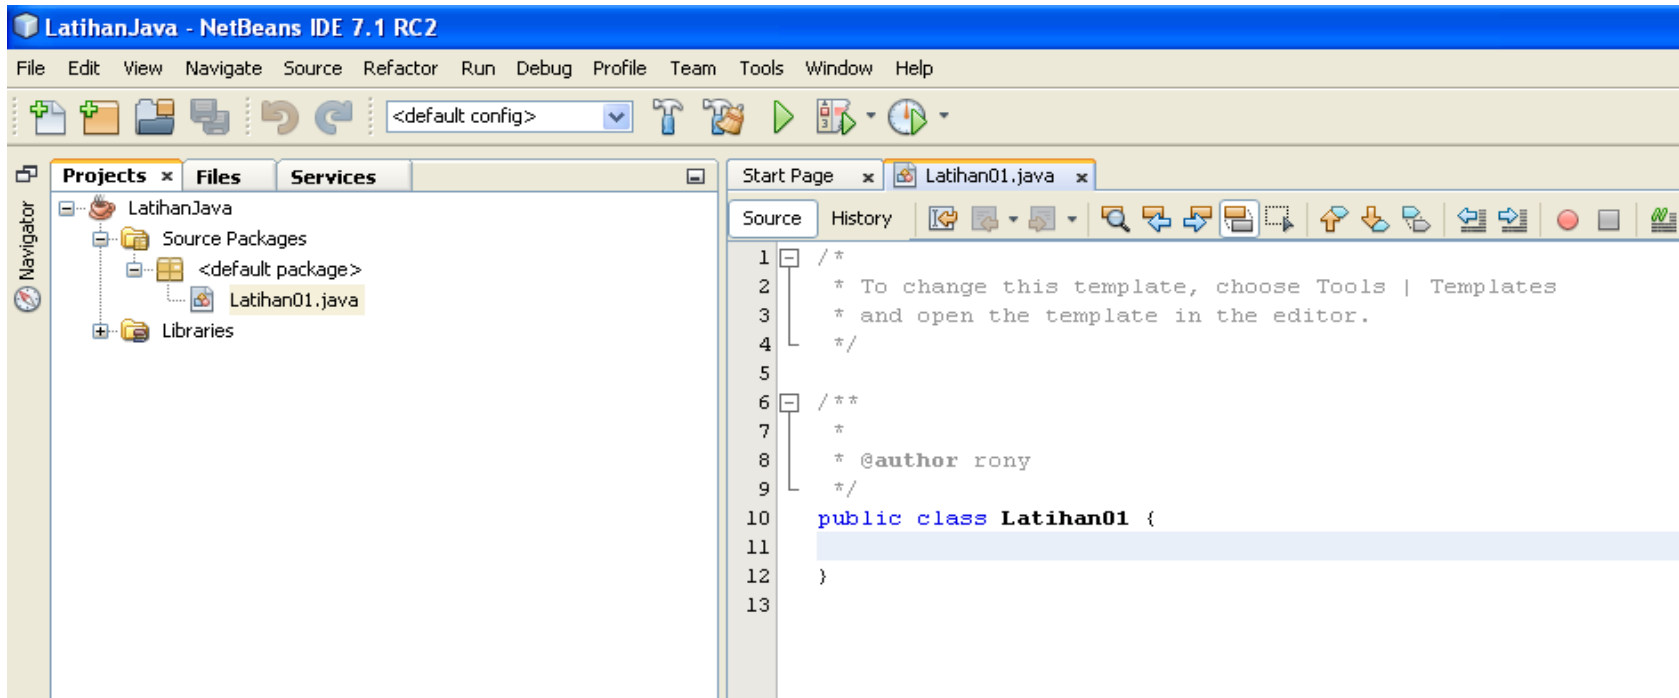 LatihanJava - NetBeans IDE 7.1 RC2
File Edit View Navigate Source Refactor Run Debug Profile Team Tools Window Help
<default config>
Navigator
Projects x Files Services
LatihanJava
Source Packages
<default package>
Latihan01.java
Libraries
Start Page x Latihan01.java x
Source History
1 /*
2 * To change this template, choose Tools | Templates
3 * and open the template in the editor.
4 */
5
6 /**
7 *
8 * @author rony
9 */
10 public class Latihan01 {
11
12 }
13